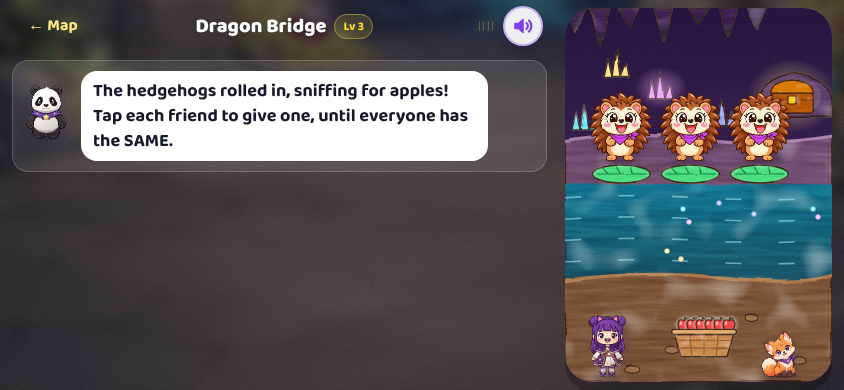 ← Map
Dragon Bridge
Lv 3
The hedgehogs rolled in, sniffing for apples!
Tap each friend to give one, until everyone has
the SAME.